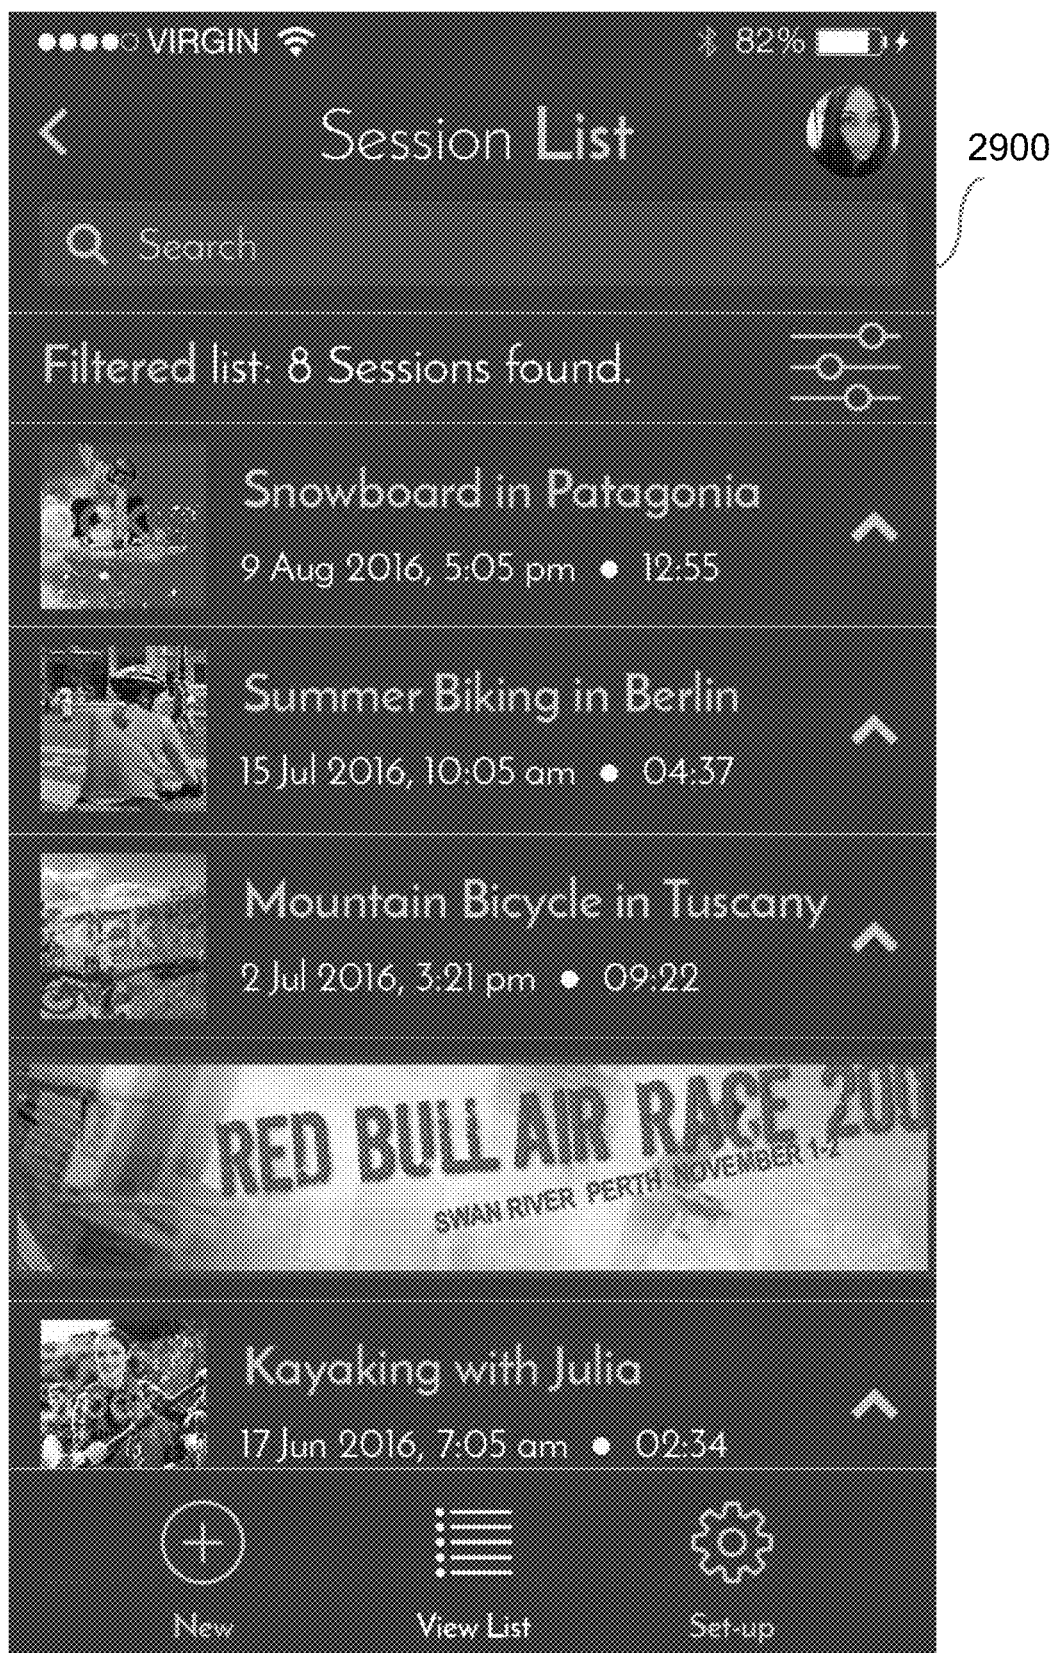 VIRGIN 82%
Session List
2900
Search
Filtered list: 8 Sessions found.
Snowboard in Patagonia
9 Aug 2016, 5:05 pm ● 12:55
Summer Biking in Berlin
15 Jul 2016, 10:05 am ● 04:37
Mountain Bicycle in Tuscany
2 Jul 2016, 3:21 pm ● 09:22
RED BULL AIR RACE 200
SWAN RIVER PERTH NOVEMBER 1-2
Kayaking with Julia
17 Jun 2016, 7:05 am ● 02:34
New View List Set-up